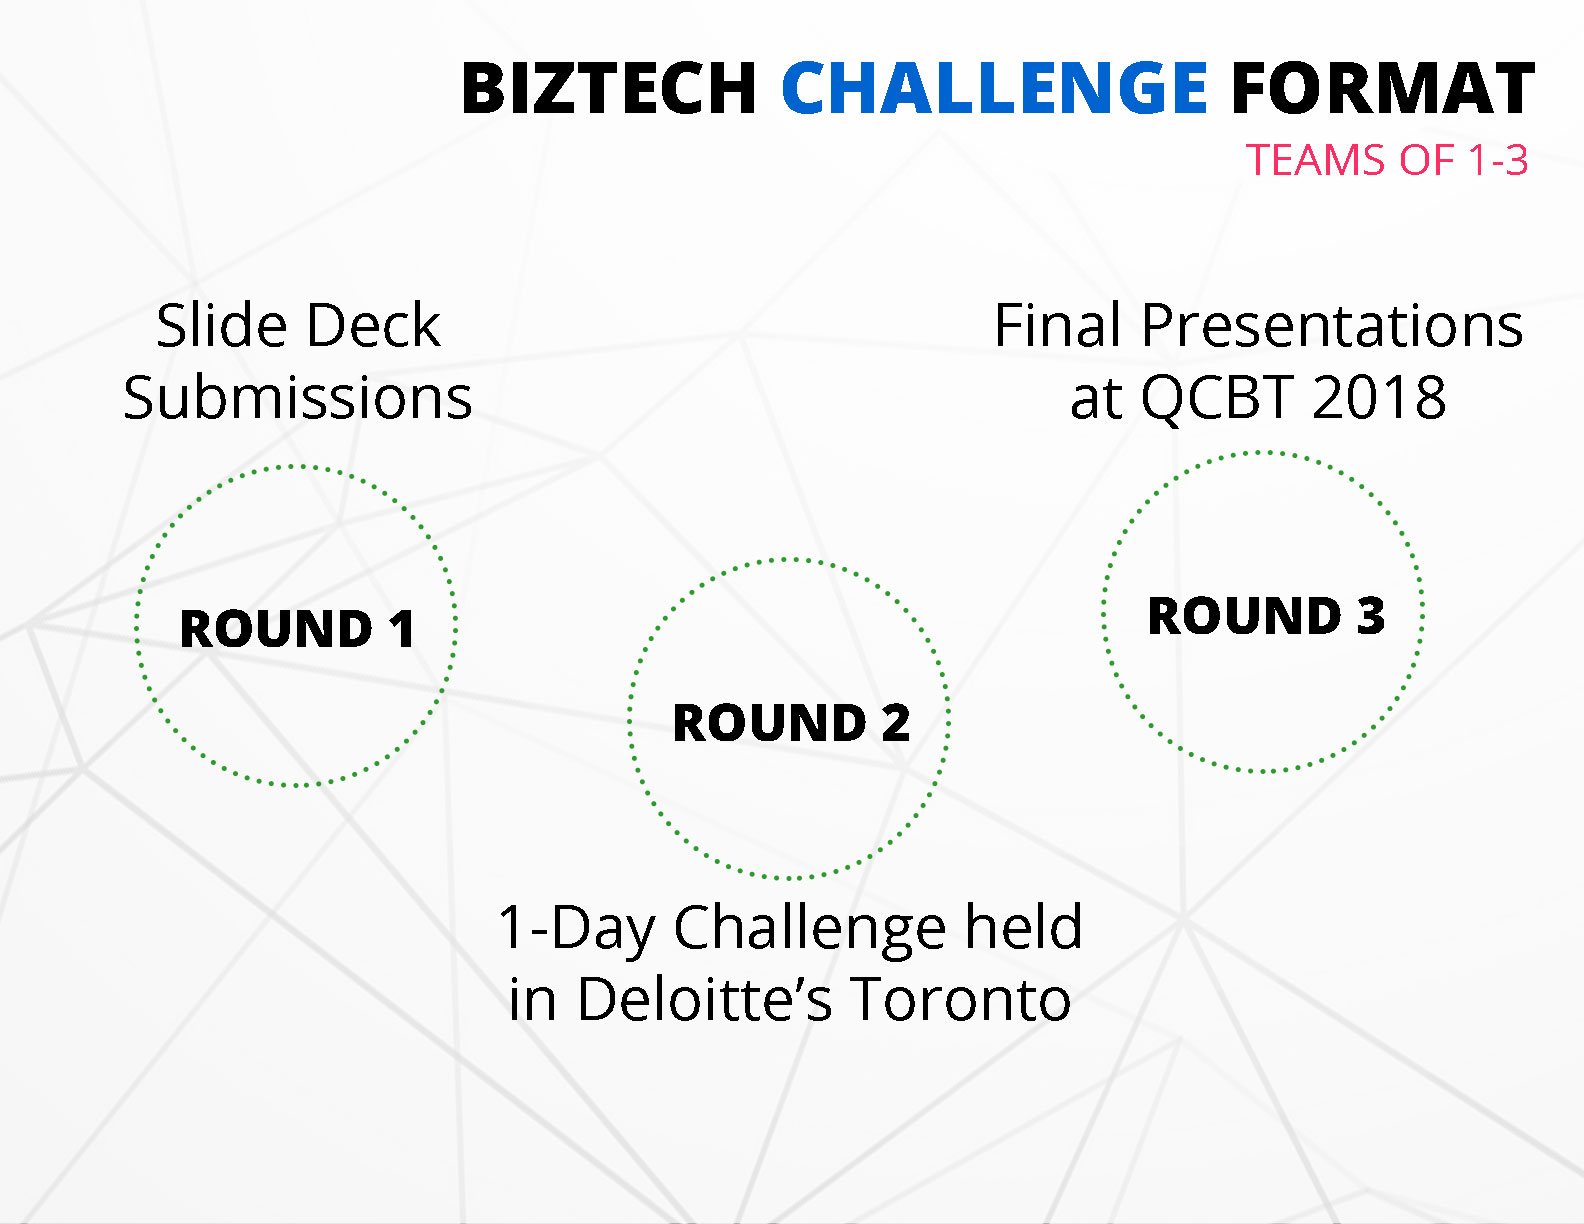 BIZTECH CHALLENGE FORMAT
TEAMS OF 1-3
Slide Deck
Submissions
ROUND 1
ROUND 2
1-Day Challenge held
in Deloitte’s Toronto
Final Presentations
at QCBT 2018
ROUND 3